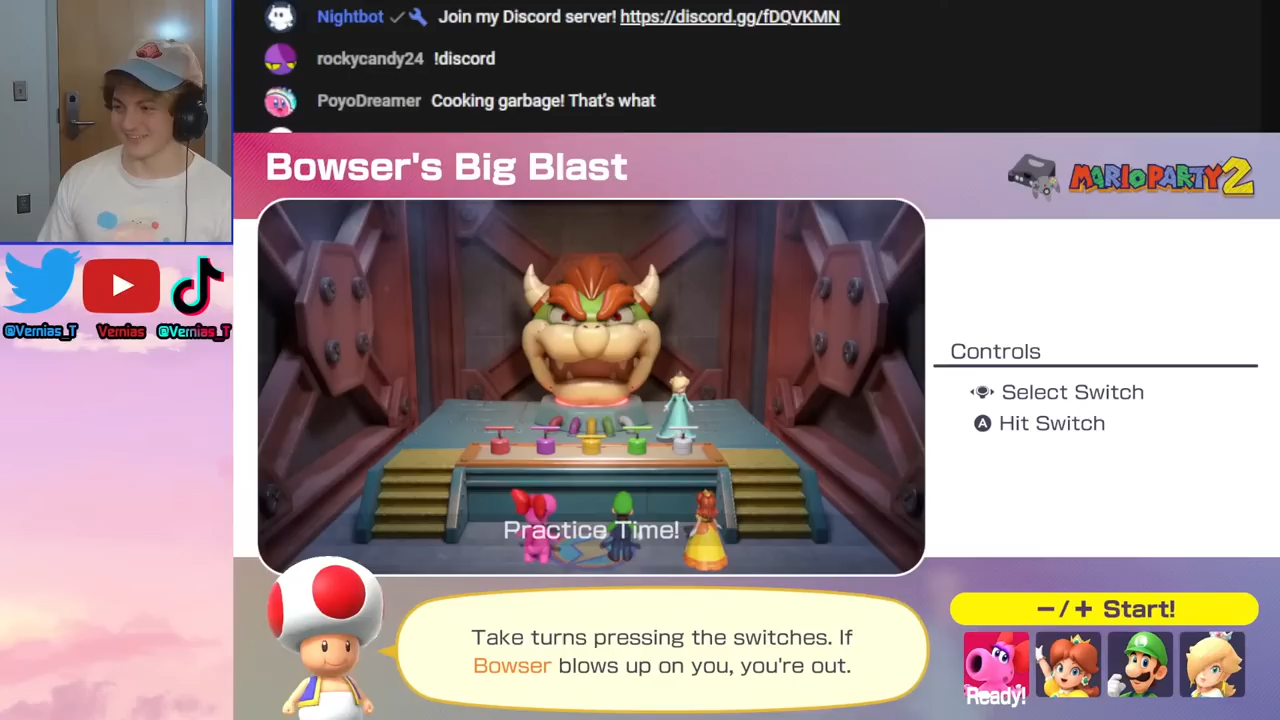 Nightbot Join my Discord server! https://discord.gg/fDQVKMN
rockycandy24 !discord
PoyoDreamer Cooking garbage! That's what
Bowser's Big Blast
MARIO PARTY 2
@Vernias_T
Vernias
@Vernias_T
Practice Time!
Controls
Select Switch
A Hit Switch
Take turns pressing the switches. If
Bowser blows up on you, you're out.
−/+ Start!
Ready!